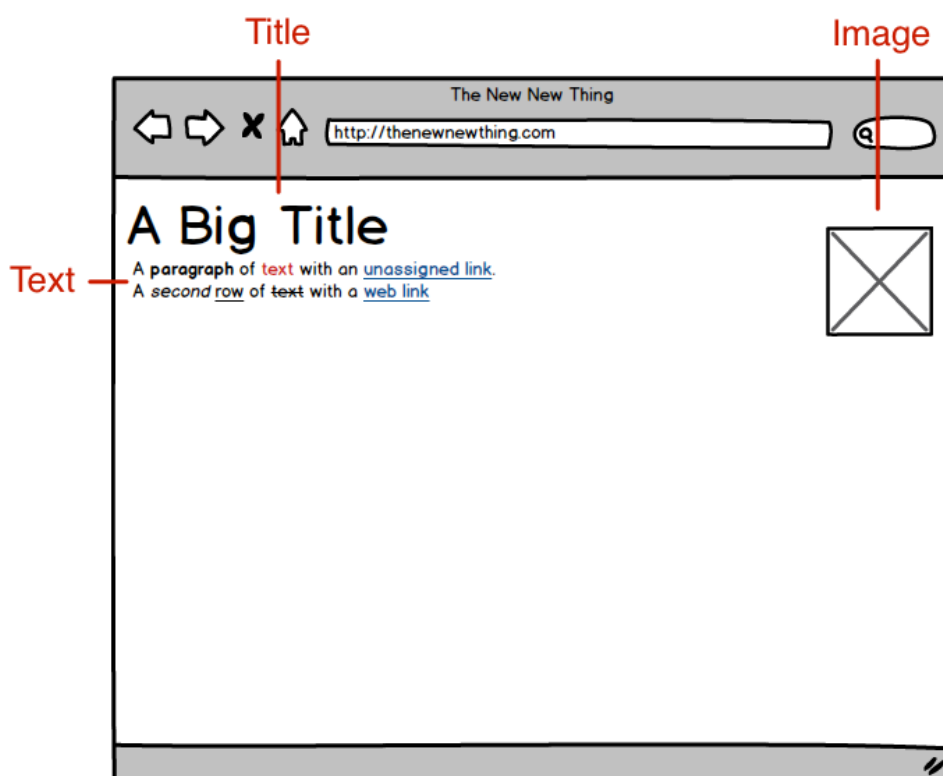 Title
Image
The New New Thing
http://thenewnewthing.com
A Big Title
Text
A paragraph of text with an unassigned link.
A second row of text with a web link